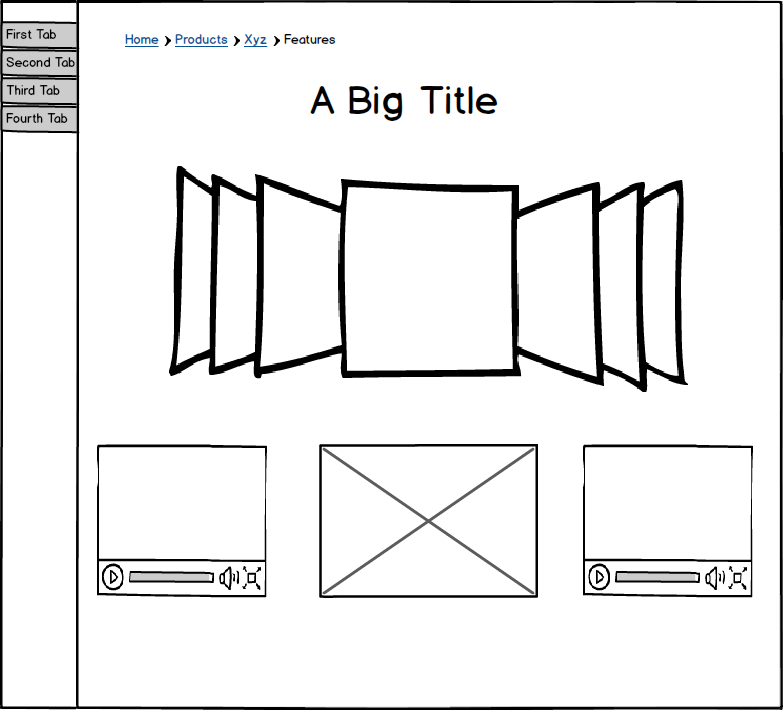 First Tab
Second Tab
Third Tab
Fourth Tab
Home Products Xyz Features
A Big Title